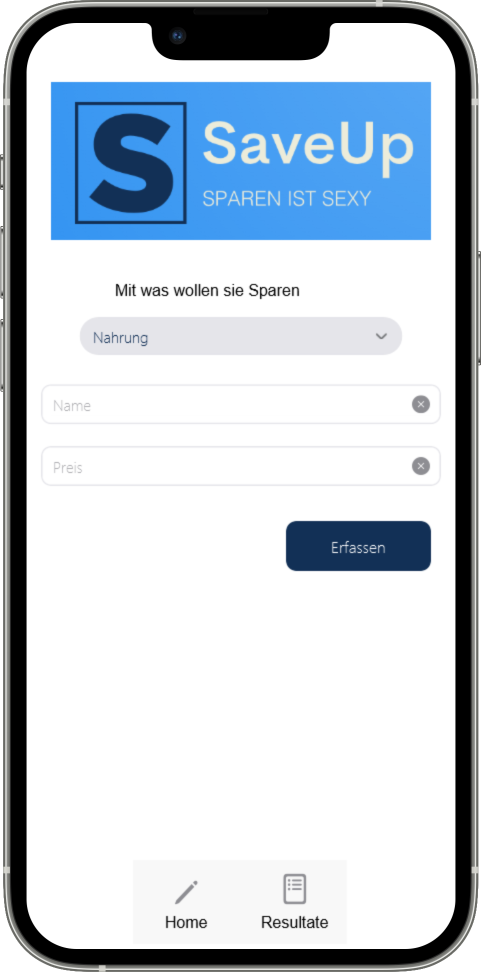 S
SaveUp
SPAREN IST SEXY
Mit was wollen sie Sparen
Nahrung
Name
Preis
Erfassen
Home
Resultate